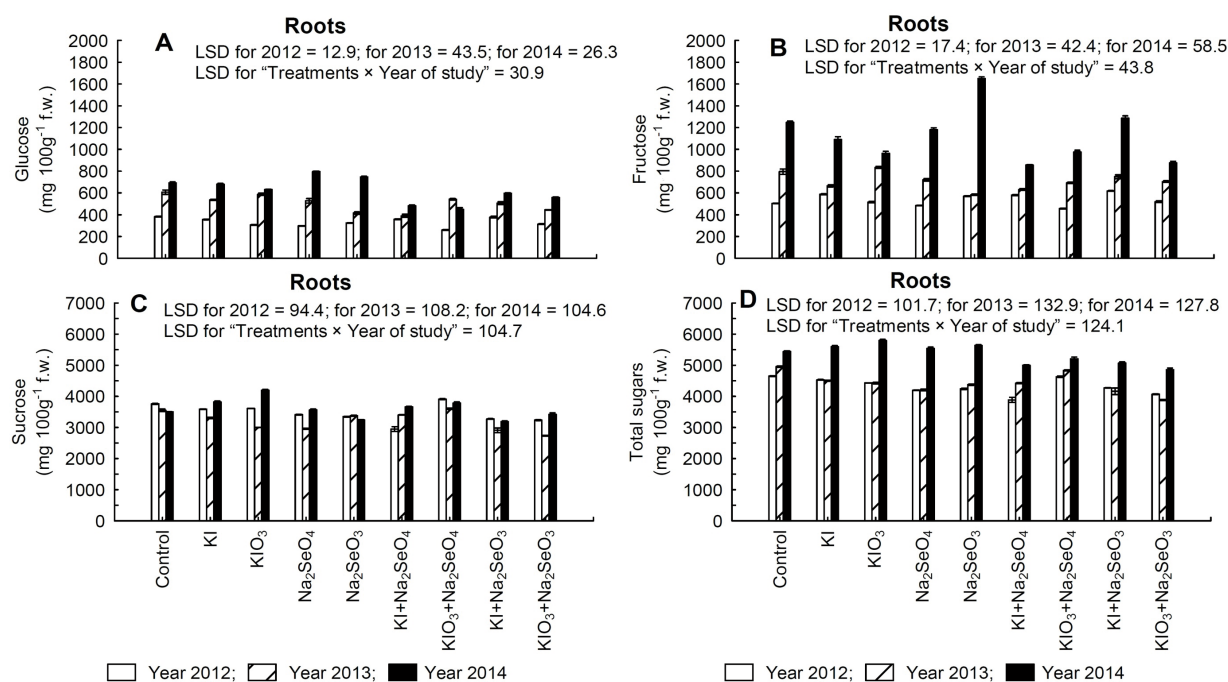 Roots
A
LSD for 2012 = 12.9; for 2013 = 43.5; for 2014 = 26.3
LSD for “Treatments × Year of study” = 30.9
Glucose
(mg 100g⁻¹ f.w.)
2000
1800
1600
1400
1200
1000
800
600
400
200
0
Roots
B
LSD for 2012 = 17.4; for 2013 = 42.4; for 2014 = 58.5
LSD for “Treatments × Year of study” = 43.8
Fructose
(mg 100g⁻¹ f.w.)
2000
1800
1600
1400
1200
1000
800
600
400
200
0
Roots
C
LSD for 2012 = 94.4; for 2013 = 108.2; for 2014 = 104.6
LSD for “Treatments × Year of study” = 104.7
Sucrose
(mg 100g⁻¹ f.w.)
7000
6000
5000
4000
3000
2000
1000
0
Control
KI
KIO₃
Na₂SeO₄
Na₂SeO₃
KI+Na₂SeO₄
KIO₃+Na₂SeO₄
KI+Na₂SeO₃
KIO₃+Na₂SeO₃
Roots
D
LSD for 2012 = 101.7; for 2013 = 132.9; for 2014 = 127.8
LSD for “Treatments × Year of study” = 124.1
Total sugars
(mg 100g⁻¹ f.w.)
7000
6000
5000
4000
3000
2000
1000
0
Control
KI
KIO₃
Na₂SeO₄
Na₂SeO₃
KI+Na₂SeO₄
KIO₃+Na₂SeO₄
KI+Na₂SeO₃
KIO₃+Na₂SeO₃
Year 2012; Year 2013; Year 2014
Year 2012; Year 2013; Year 2014